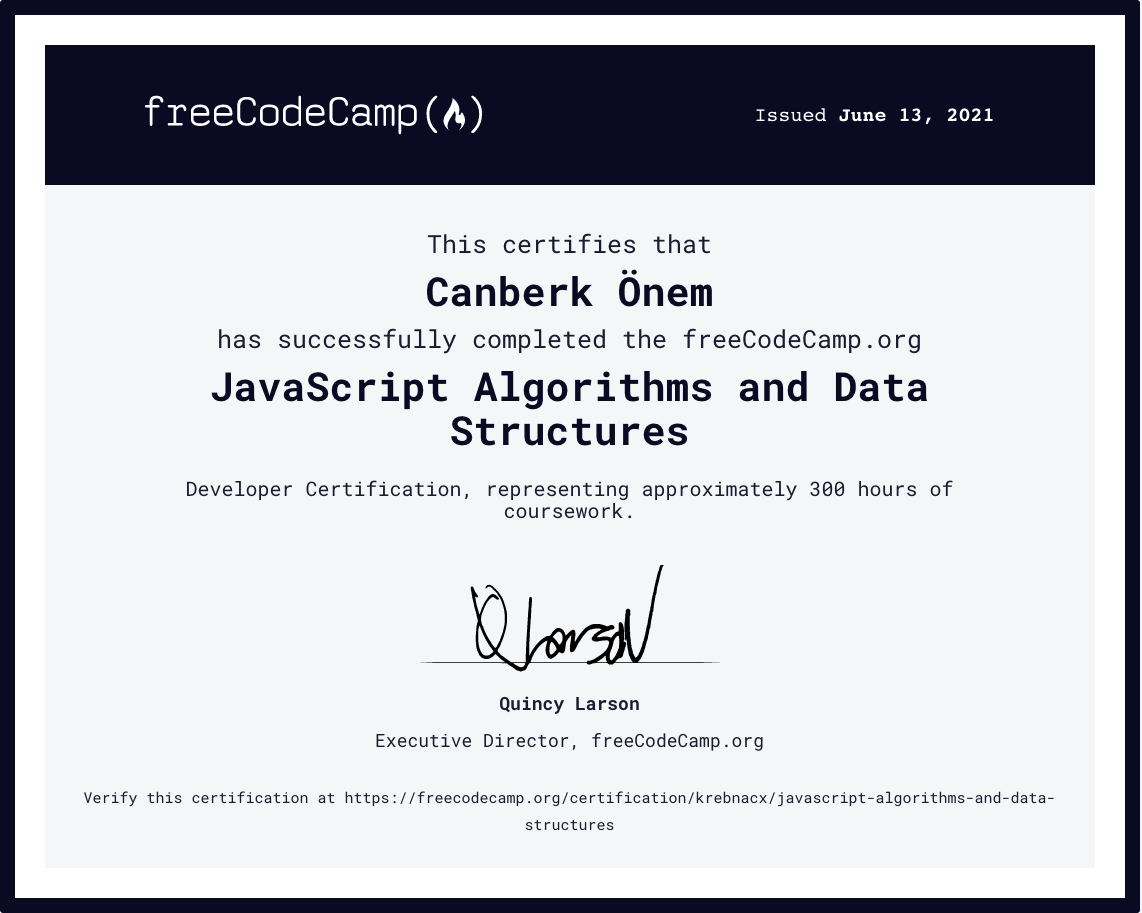 freeCodeCamp
Issued June 13, 2021
This certifies that
Canberk Önem
has successfully completed the freeCodeCamp.org
JavaScript Algorithms and Data
Structures
Developer Certification, representing approximately 300 hours of
coursework.
Q Larson
Quincy Larson
Executive Director, freeCodeCamp.org
Verify this certification at https://freecodecamp.org/certification/krebnacx/javascript-algorithms-and-data-
structures